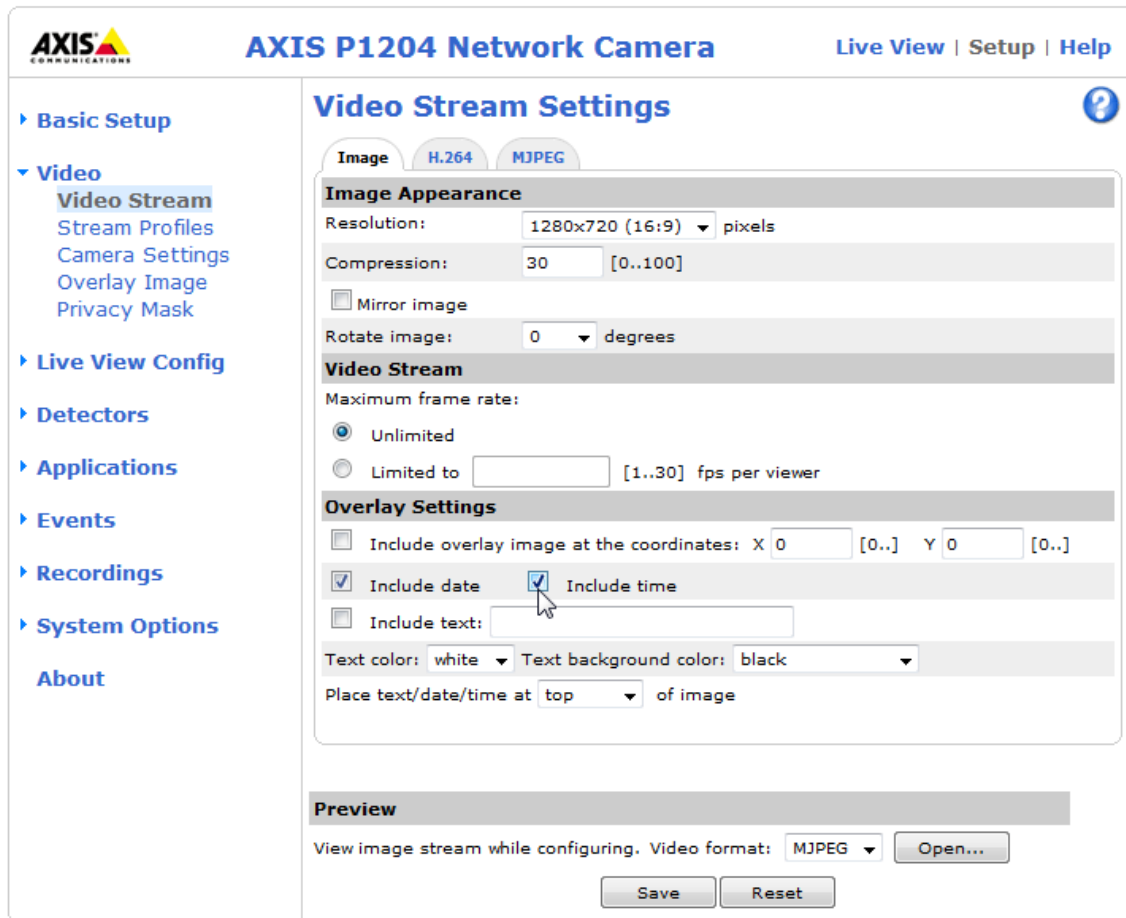 AXIS
COMMUNICATIONS
AXIS P1204 Network Camera
Live View | Setup | Help
Basic Setup
Video
Video Stream
Stream Profiles
Camera Settings
Overlay Image
Privacy Mask
Live View Config
Detectors
Applications
Events
Recordings
System Options
About
Video Stream Settings
?
Image H.264 MJPEG
Image Appearance
Resolution: 1280x720 (16:9) pixels
Compression: 30 [0..100]
Mirror image
Rotate image: 0 degrees
Video Stream
Maximum frame rate:
Unlimited
Limited to [1..30] fps per viewer
Overlay Settings
Include overlay image at the coordinates: X 0 [0..] Y 0 [0..]
Include date Include time
Include text:
Text color: white Text background color: black
Place text/date/time at top of image
Preview
View image stream while configuring. Video format: MJPEG Open...
Save Reset